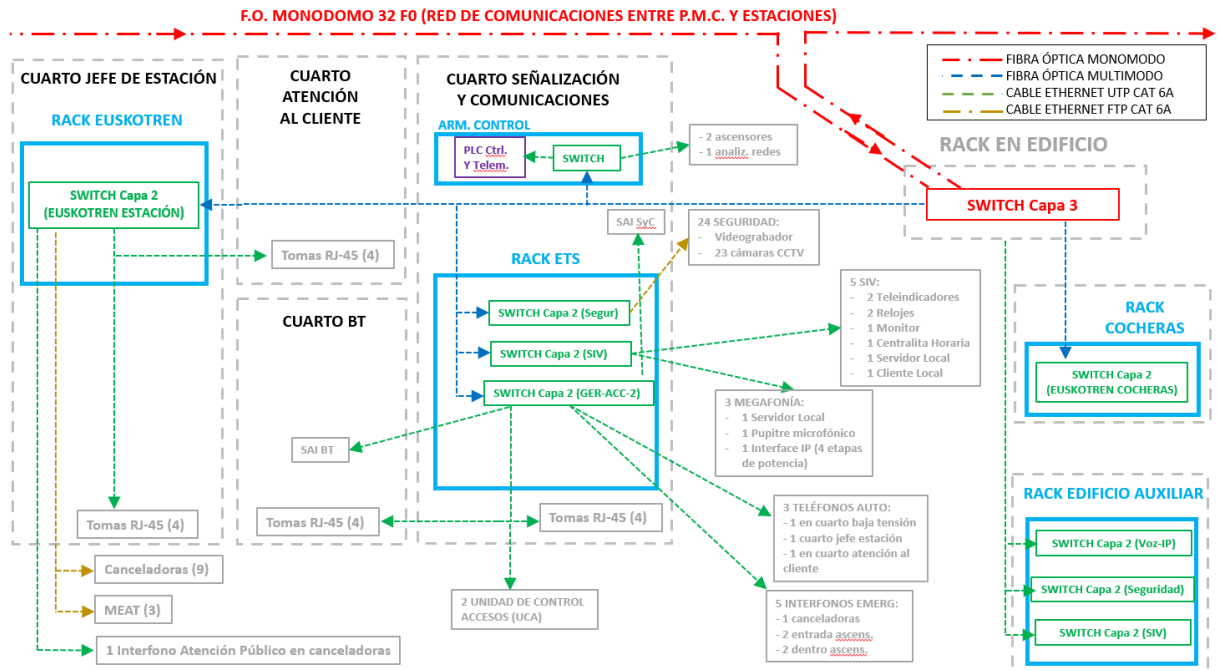 F.O. MONODOMO 32 F0 (RED DE COMUNICACIONES ENTRE P.M.C. Y ESTACIONES)
FIBRA ÓPTICA MONOMODO
FIBRA ÓPTICA MULTIMODO
CABLE ETHERNET UTP CAT 6A
CABLE ETHERNET FTP CAT 6A
CUARTO JEFE DE ESTACIÓN
RACK EUSKOTREN
SWITCH Capa 2
(EUSKOTREN ESTACIÓN)
Tomas RJ-45 (4)
Canceladoras (9)
MEAT (3)
1 Interfono Atención Público en canceladoras
CUARTO
ATENCIÓN
AL CLIENTE
Tomas RJ-45 (4)
CUARTO BT
SAI BT
Tomas RJ-45 (4)
CUARTO SEÑALIZACIÓN
Y COMUNICACIONES
ARM. CONTROL
PLC Ctrl.
Y Telem.
SWITCH
- 2 ascensores
- 1 analiz. redes
SAI SyC
RACK ETS
SWITCH Capa 2 (Segur)
SWITCH Capa 2 (SIV)
SWITCH Capa 2 (GER-ACC-2)
Tomas RJ-45 (4)
24 SEGURIDAD:
- Videograbador
- 23 cámaras CCTV
5 SIV:
- 2 Teleindicadores
- 2 Relojes
- 1 Monitor
- 1 Centralita Horaria
- 1 Servidor Local
- 1 Cliente Local
3 MEGAFONÍA:
- 1 Servidor Local
- 1 Pupitre microfónico
- 1 Interface IP (4 etapas
de potencia)
3 TELÉFONOS AUTO:
- 1 en cuarto baja tensión
- 1 cuarto jefe estación
- 1 en cuarto atención al
cliente
2 UNIDAD DE CONTROL
ACCESOS (UCA)
5 INTERFONOS EMERG:
- 1 canceladoras
- 2 entrada ascens.
- 2 dentro ascens.
RACK EN EDIFICIO
SWITCH Capa 3
RACK
COCHERAS
SWITCH Capa 2
(EUSKOTREN COCHERAS)
RACK EDIFICIO AUXILIAR
SWITCH Capa 2 (Voz-IP)
SWITCH Capa 2 (Seguridad)
SWITCH Capa 2 (SIV)